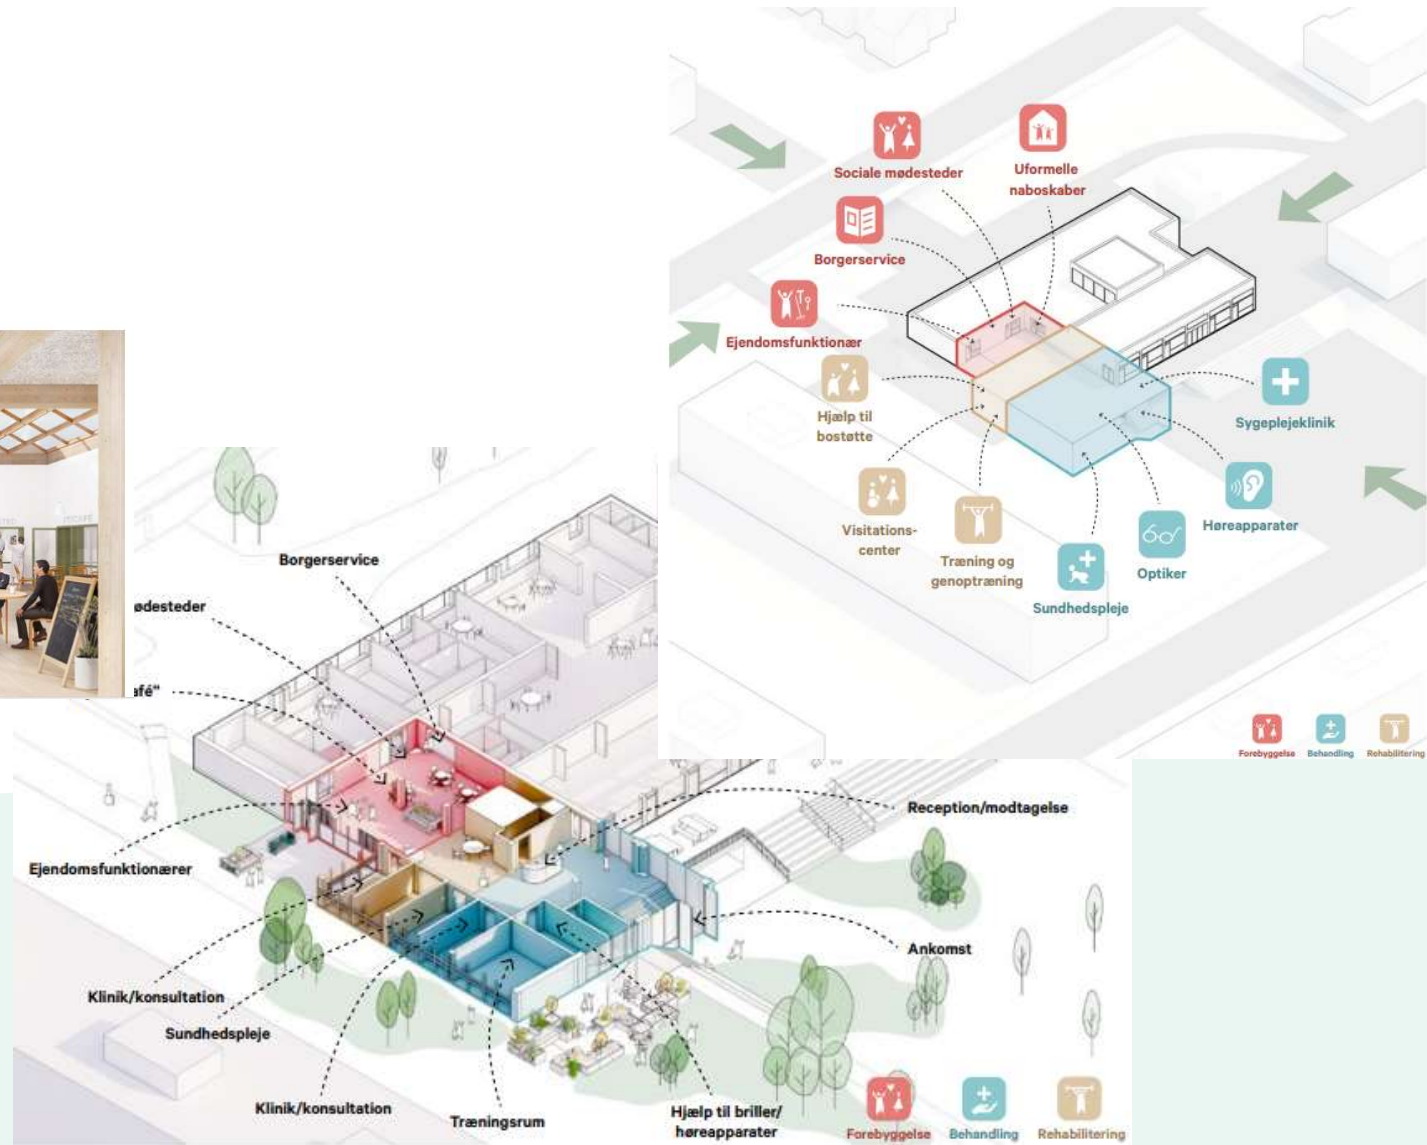 Sociale mødesteder
Uformelle
naboskaber
Borgerservice
Ejendomsfunktionær
Hjælp til
bostøtte
Sygeplejeklinik
Visitations-
center
Træning og
genoptræning
Høreapparater
Optiker
Sundhedspleje
Forebyggelse
Behandling
Rehabilitering
Borgerservice
ødesteder
afé"
Reception/modtagelse
Ejendomsfunktionærer
Ankomst
Klinik/konsultation
Sundhedspleje
Klinik/konsultation
Træningsrum
Hjælp til briller/
høreapparater
Forebyggelse
Behandling
Rehabilitering